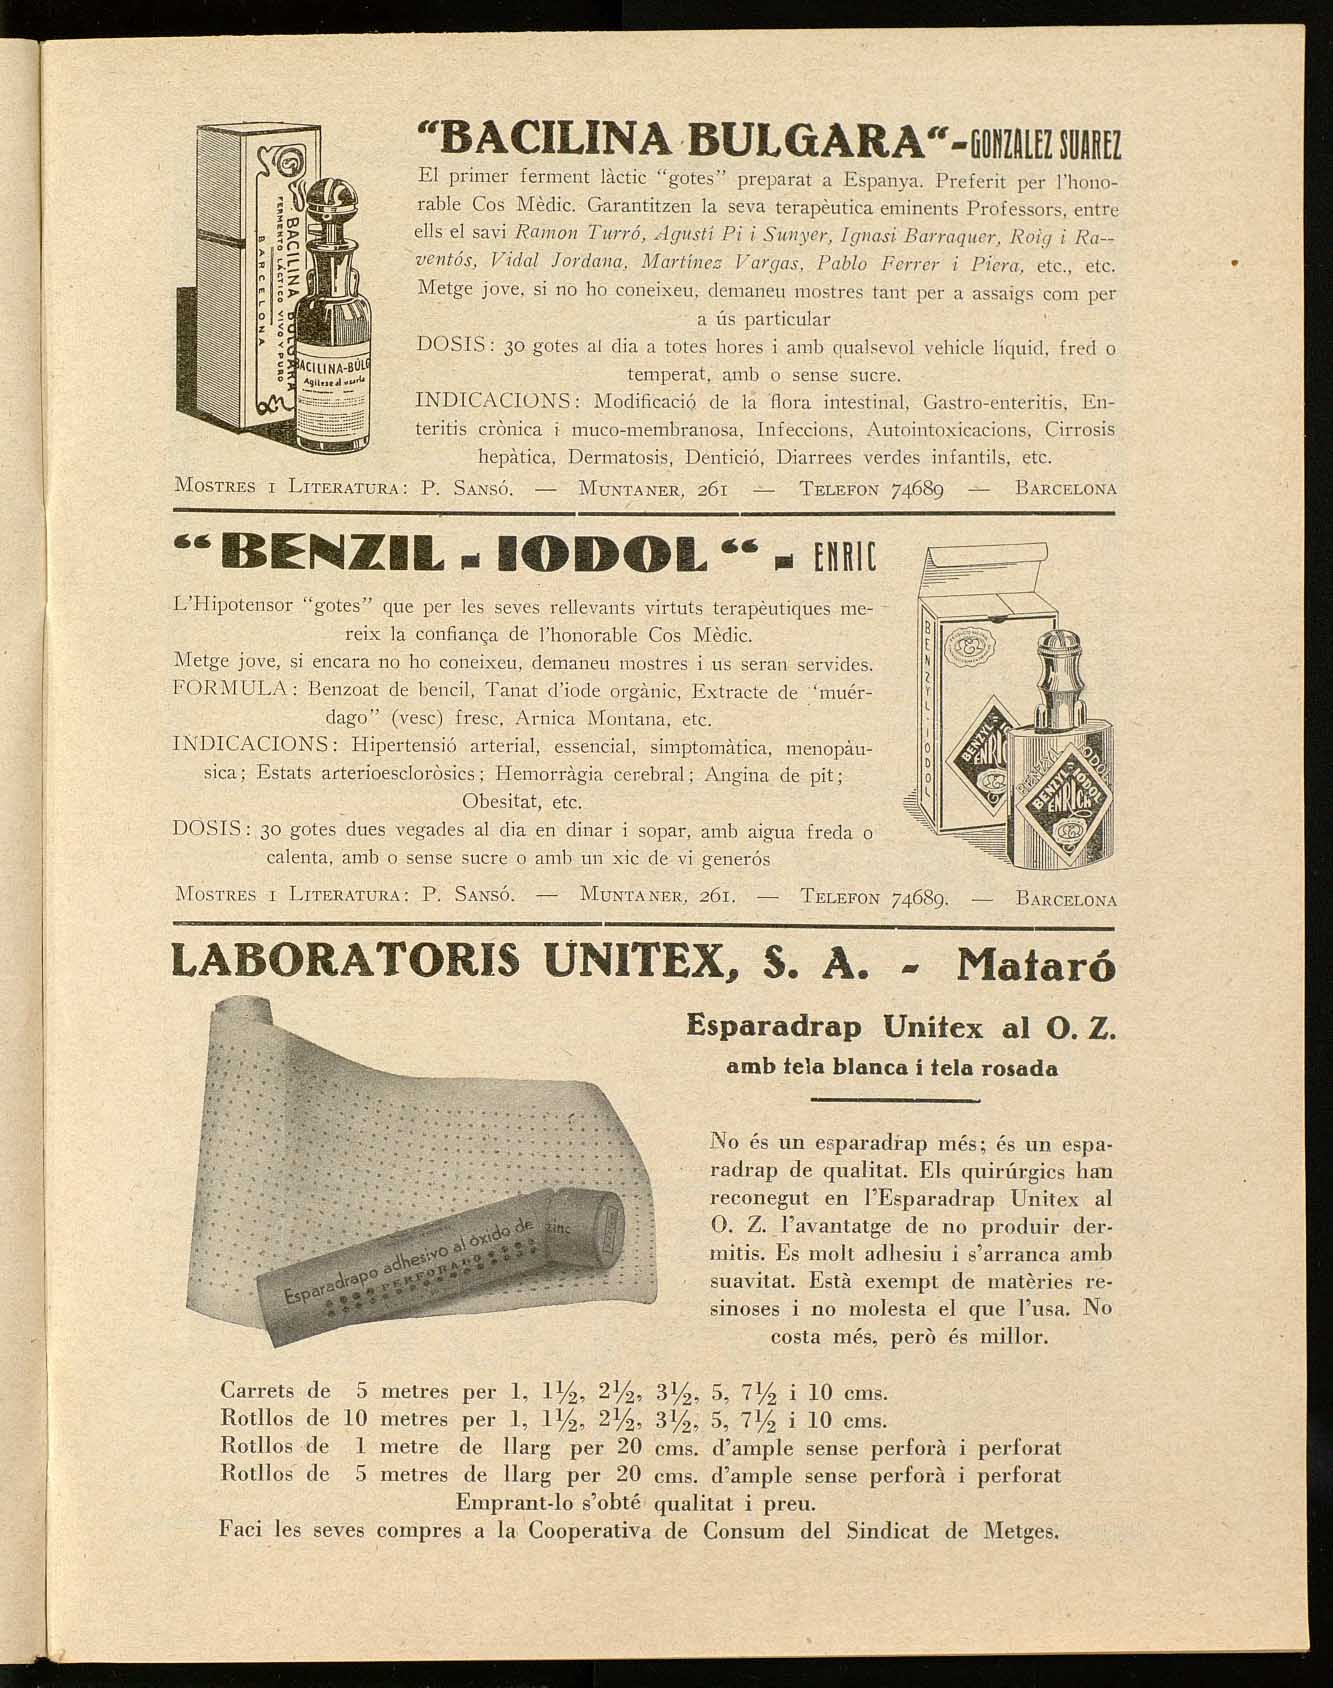 "BACILINA BULGARA"-GONZALEZ SUAREZ
El primer ferment làctic "gotes" preparat a Espanya. Preferit per l'hono-
rable Cos Mèdic. Garantitzen la seva terapèutica eminents Professors, entre
ells el savi Ramon Turró, Agustí Pi i Sunyer, Ignasi Barraquer, Roig i Ra-
ventós, Vidal Jordana, Martínez Vargas, Pablo Ferrer i Piera, etc., etc.
Metge jove, si no ho coneixeu, demaneu mostres tant per a assaigs com per
a ús particular
DOSIS: 30 gotes al dia a totes hores i amb qualsevol vehicle líquid, fred o
temperat, amb o sense sucre.
INDICACIONS: Modificació de la flora intestinal, Gastro-enteritis, En-
teritis crònica i muco-membranosa, Infeccions, Autointoxicacions, Cirrosis
hepàtica, Dermatosis, Dentició, Diarrees verdes infantils, etc.
BACILINA BÚLGARA
FERMENTO LÁCTICO VIVO Y PURO
BARCELONA
BACILINA-BÚLG
Agítese al usarlo
MOSTRES I LITERATURA: P. SANSÓ. — MUNTANER, 261 — TELEFON 74689 — BARCELONA
"BENZIL - IODOL" - ENRIC
L'Hipotensor "gotes" que per les seves rellevants virtuts terapèutiques me-
reix la confiança de l'honorable Cos Mèdic.
Metge jove, si encara no ho coneixeu, demaneu mostres i us seran servides.
FORMULA: Benzoat de bencil, Tanat d'iode orgànic, Extracte de 'muér-
dago" (vesc) fresc, Arnica Montana, etc.
INDICACIONS: Hipertensió arterial, essencial, simptomàtica, menopàu-
sica; Estats arterioescloròsics; Hemorràgia cerebral; Angina de pit;
Obesitat, etc.
DOSIS: 30 gotes dues vegades al dia en dinar i sopar, amb aigua freda o
calenta, amb o sense sucre o amb un xic de vi generós
BENZYL-IODOL
BENZYL-IO
ENRIC
BENZYL IODOL
BENZYL-IODOL
ENRICH
MOSTRES I LITERATURA: P. SANSÓ. — MUNTANER, 261. — TELEFON 74689. — BARCELONA
LABORATORIS UNITEX, S. A. - Mataró
Esparadrap Unitex al O. Z.
amb tela blanca i tela rosada
Esparadrapo adhesivo al óxido de zinc
PERFORADO
No és un esparadrap més; és un espa-
radrap de qualitat. Els quirúrgics han
reconegut en l'Esparadrap Unitex al
O. Z. l'avantatge de no produir der-
mitis. Es molt adhesiu i s'arranca amb
suavitat. Està exempt de matèries re-
sinoses i no molesta el que l'usa. No
costa més, però és millor.
Carrets de 5 metres per 1, 1½, 2½, 3½, 5, 7½ i 10 cms.
Rotllos de 10 metres per 1, 1½, 2½, 3½, 5, 7½ i 10 cms.
Rotllos de 1 metre de llarg per 20 cms. d'ample sense perforà i perforat
Rotllos de 5 metres de llarg per 20 cms. d'ample sense perforà i perforat
Emprant-lo s'obté qualitat i preu.
Faci les seves compres a la Cooperativa de Consum del Sindicat de Metges.